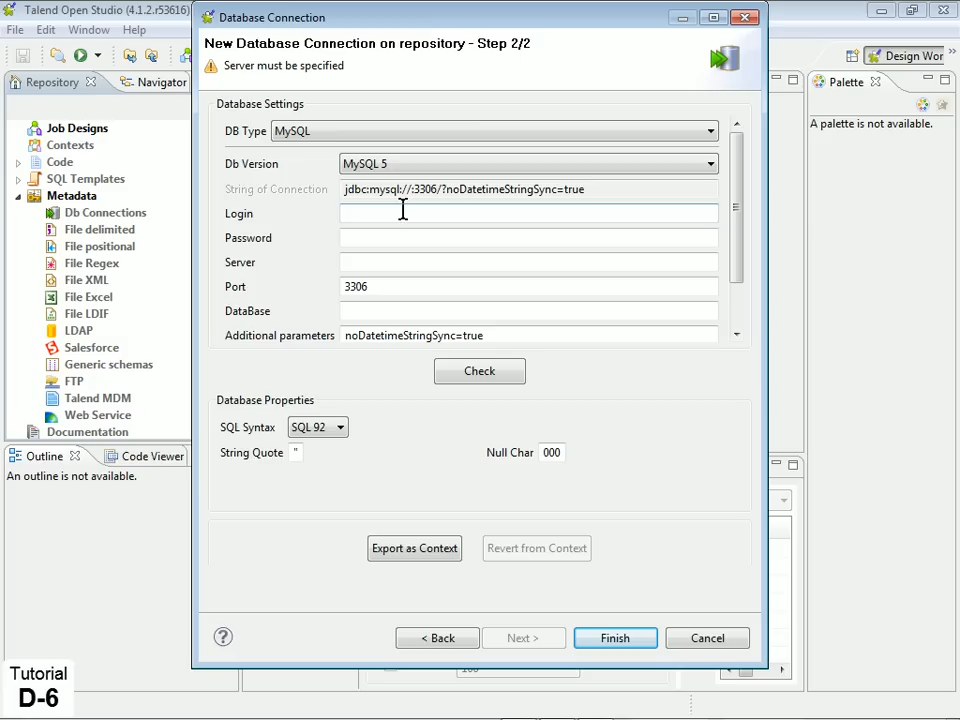 Talend Open Studio (4.1.2.r53616)
File Edit Window Help
Design Wor
Repository
Navigator
Job Designs
Contexts
Code
SQL Templates
Metadata
Db Connections
File delimited
File positional
File Regex
File XML
File Excel
File LDIF
LDAP
Salesforce
Generic schemas
FTP
Talend MDM
Web Service
Documentation
Outline
Code Viewer
An outline is not available.
Tutorial
D-6
Database Connection
New Database Connection on repository - Step 2/2
Server must be specified
Database Settings
DB Type MySQL
Db Version MySQL 5
String of Connection jdbc:mysql://:3306/?noDatetimeStringSync=true
Login
Password
Server
Port 3306
DataBase
Additional parameters noDatetimeStringSync=true
Check
Database Properties
SQL Syntax SQL 92
String Quote " Null Char 000
Export as Context Revert from Context
? < Back Next > Finish Cancel
Palette
A palette is not available.